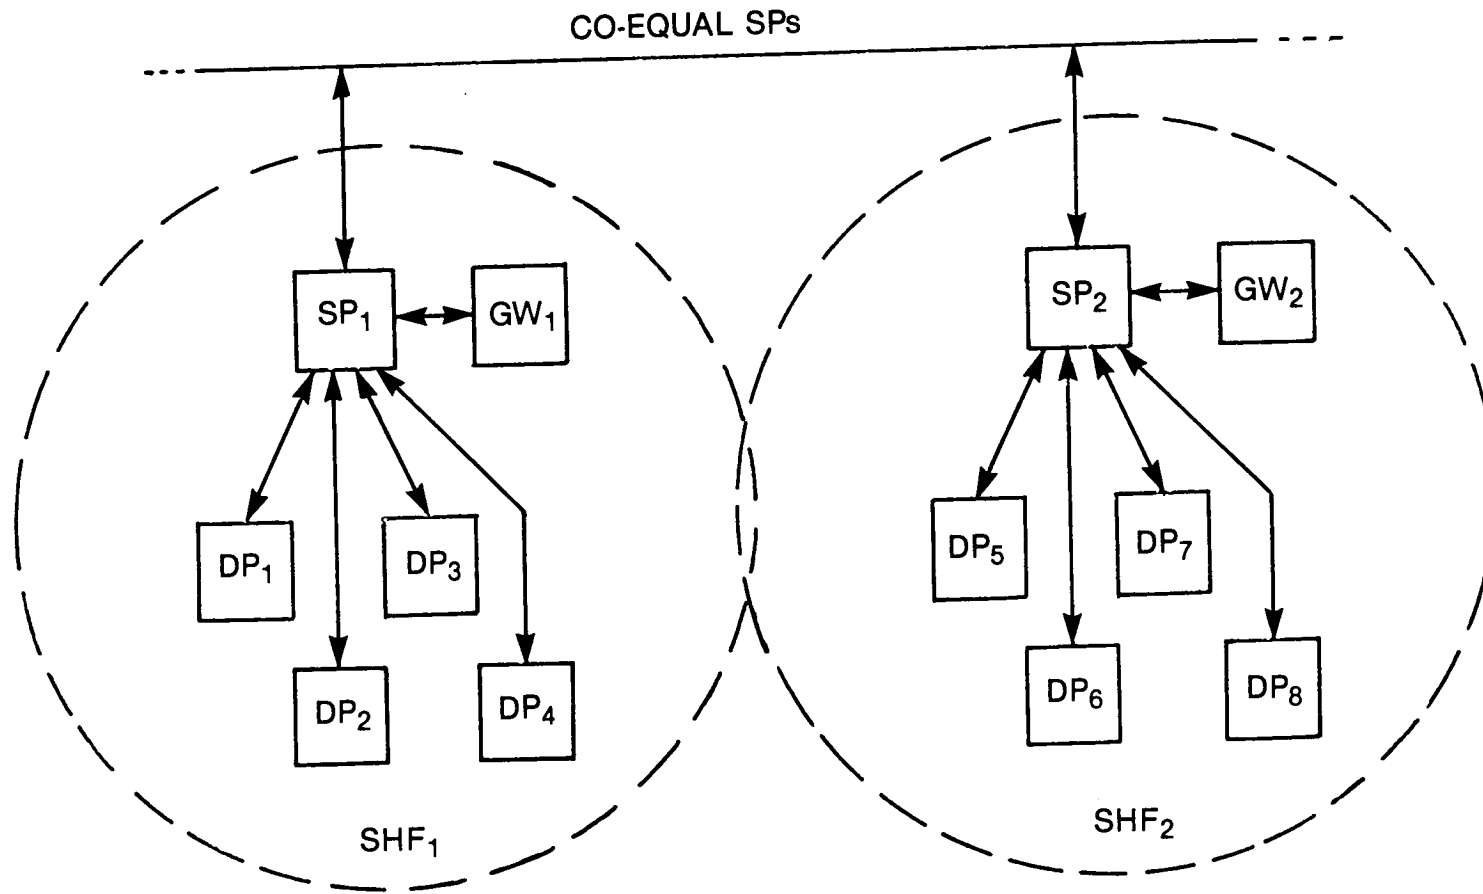 CO-EQUAL SPs
SP₁
GW₁
SP₂
GW₂
DP₁
DP₃
DP₅
DP₇
DP₂
DP₄
DP₆
DP₈
SHF₁
SHF₂